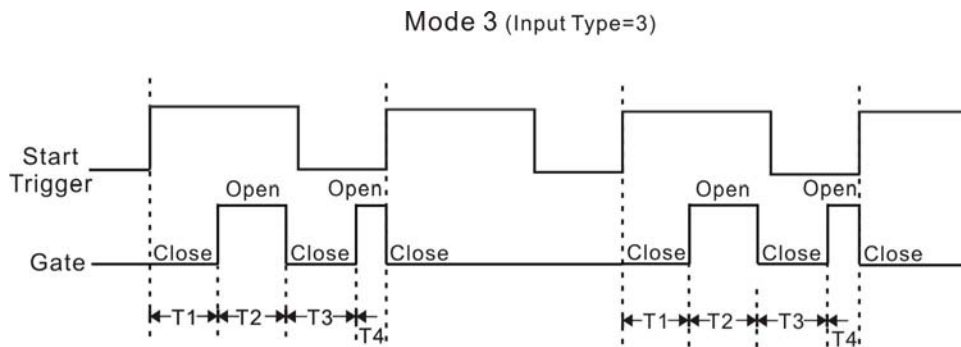 Mode 3 (Input Type=3)
Start
Trigger
Open
Open
Open
Open
Gate
Close
Close
Close
Close
Close
Close
T1
T2
T3
T4
T1
T2
T3
T4